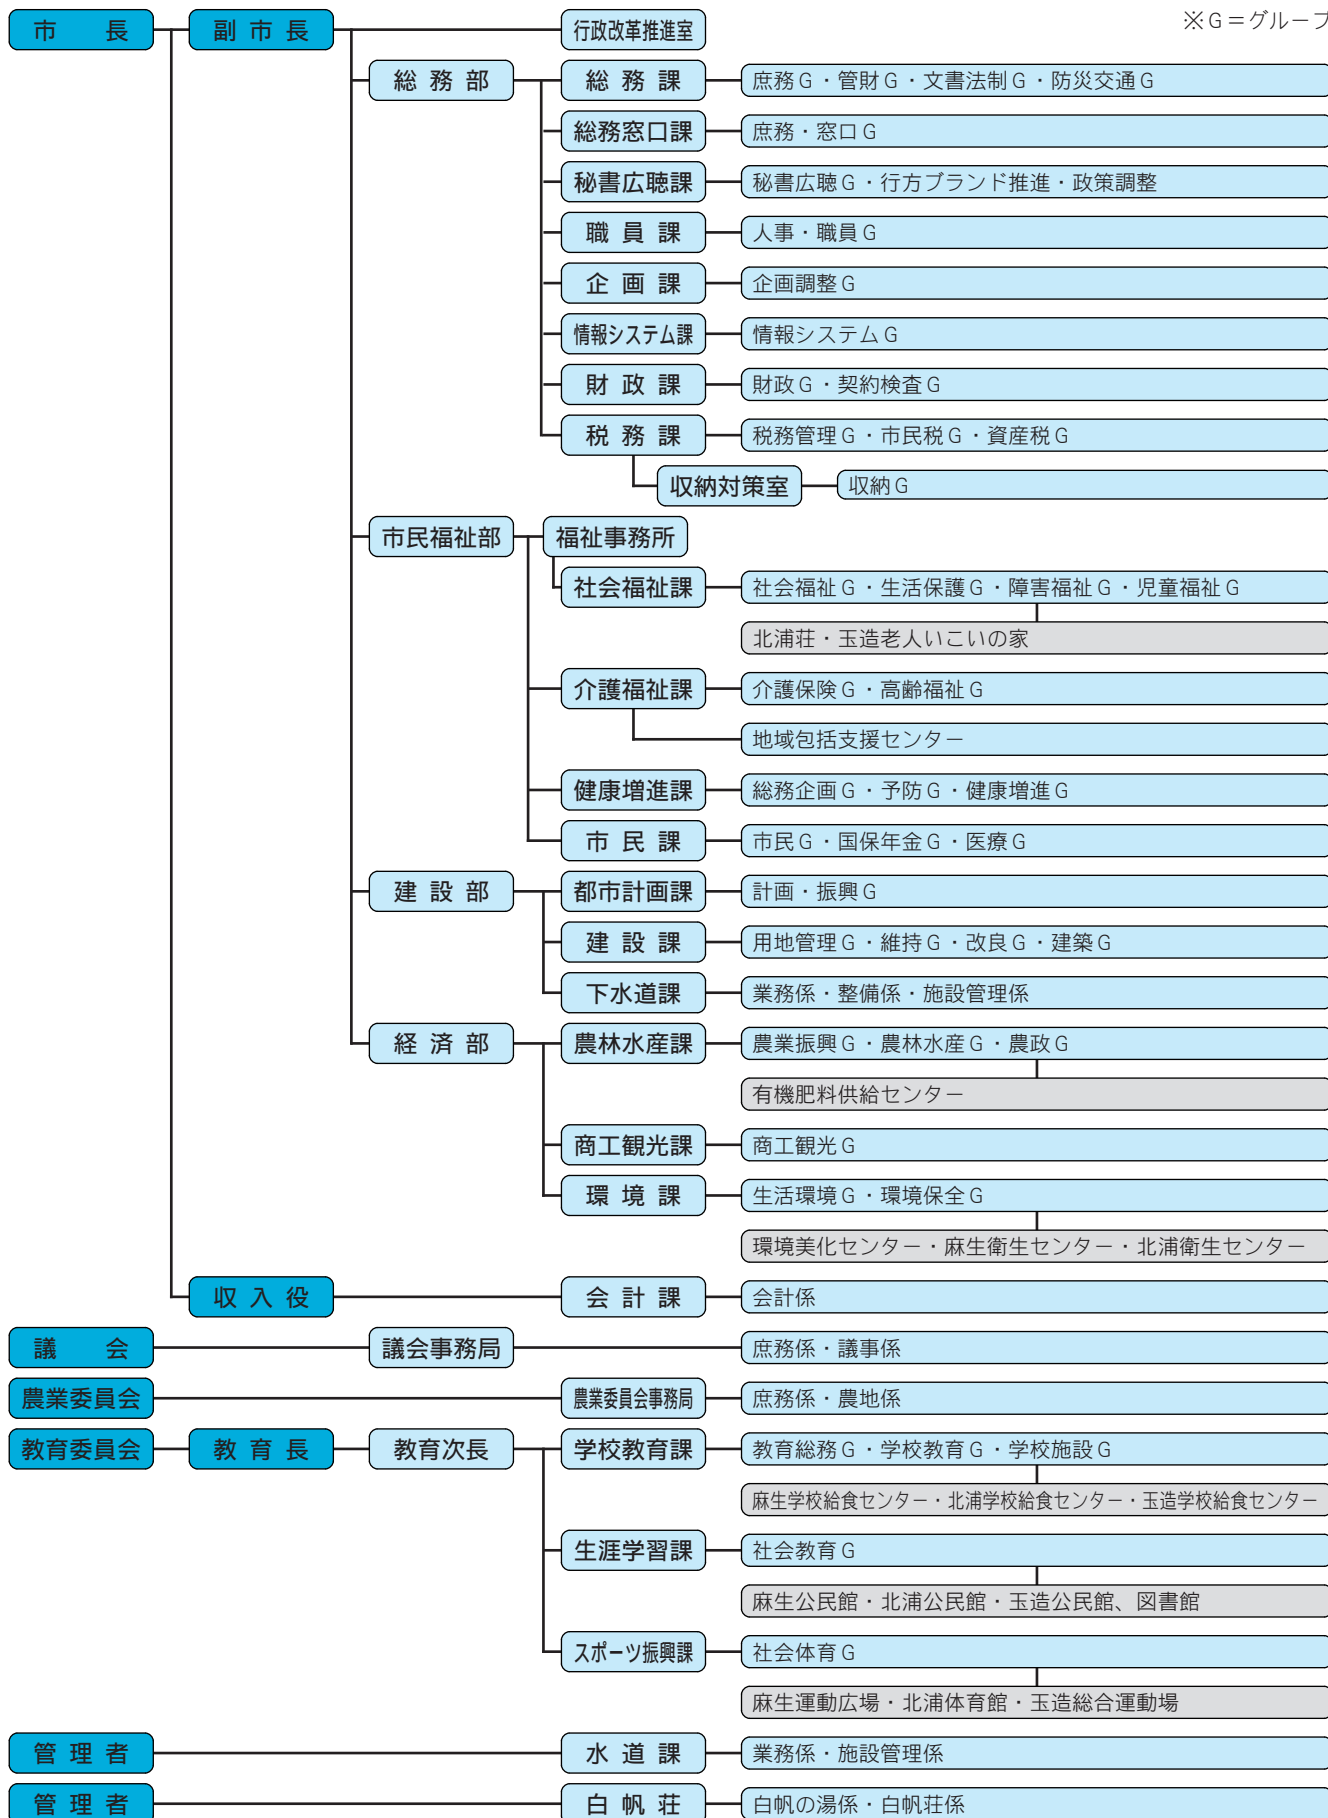 ※G＝グループ
市長 副市長 行政改革推進室
総務部 総務課 庶務G・管財G・文書法制G・防災交通G
総務窓口課 庶務・窓口G
秘書広聴課 秘書広聴G・行方ブランド推進・政策調整
職員課 人事・職員G
企画課 企画調整G
情報システム課 情報システムG
財政課 財政G・契約検査G
税務課 税務管理G・市民税G・資産税G
収納対策室 収納G
市民福祉部 福祉事務所
社会福祉課 社会福祉G・生活保護G・障害福祉G・児童福祉G
北浦荘・玉造老人いこいの家
介護福祉課 介護保険G・高齢福祉G
地域包括支援センター
健康増進課 総務企画G・予防G・健康増進G
市民課 市民G・国保年金G・医療G
建設部 都市計画課 計画・振興G
建設課 用地管理G・維持G・改良G・建築G
下水道課 業務係・整備係・施設管理係
経済部 農林水産課 農業振興G・農林水産G・農政G
有機肥料供給センター
商工観光課 商工観光G
環境課 生活環境G・環境保全G
環境美化センター・麻生衛生センター・北浦衛生センター
収入役 会計課 会計係
議会 議会事務局 庶務係・議事係
農業委員会 農業委員会事務局 庶務係・農地係
教育委員会 教育長 教育次長 学校教育課 教育総務G・学校教育G・学校施設G
麻生学校給食センター・北浦学校給食センター・玉造学校給食センター
生涯学習課 社会教育G
麻生公民館・北浦公民館・玉造公民館、図書館
スポーツ振興課 社会体育G
麻生運動広場・北浦体育館・玉造総合運動場
管理者 水道課 業務係・施設管理係
管理者 白帆荘 白帆の湯係・白帆荘係